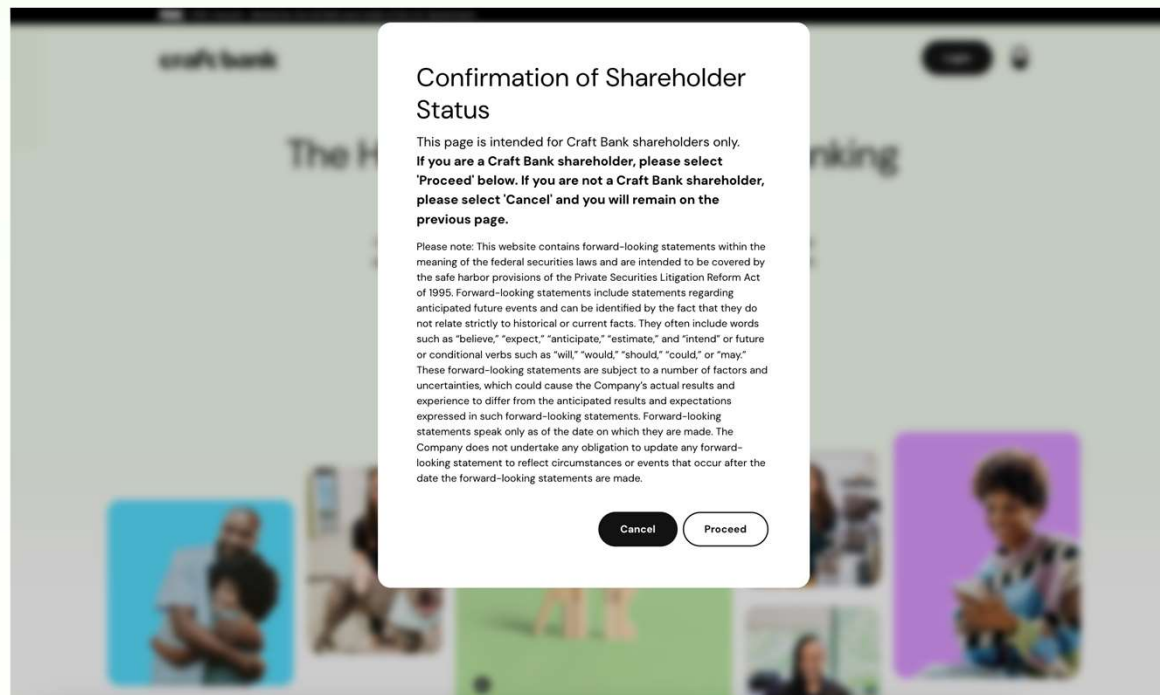 craft bank
Login
The H
nking
Confirmation of Shareholder
Status
This page is intended for Craft Bank shareholders only.
If you are a Craft Bank shareholder, please select
'Proceed' below. If you are not a Craft Bank shareholder,
please select 'Cancel' and you will remain on the
previous page.
Please note: This website contains forward-looking statements within the
meaning of the federal securities laws and are intended to be covered by
the safe harbor provisions of the Private Securities Litigation Reform Act
of 1995. Forward-looking statements include statements regarding
anticipated future events and can be identified by the fact that they do
not relate strictly to historical or current facts. They often include words
such as “believe,” “expect,” “anticipate,” “estimate,” and “intend” or future
or conditional verbs such as “will,” “would,” “should,” “could,” or “may.”
These forward-looking statements are subject to a number of factors and
uncertainties, which could cause the Company’s actual results and
experience to differ from the anticipated results and expectations
expressed in such forward-looking statements. Forward-looking
statements speak only as of the date on which they are made. The
Company does not undertake any obligation to update any forward-
looking statement to reflect circumstances or events that occur after the
date the forward-looking statements are made.
Cancel
Proceed